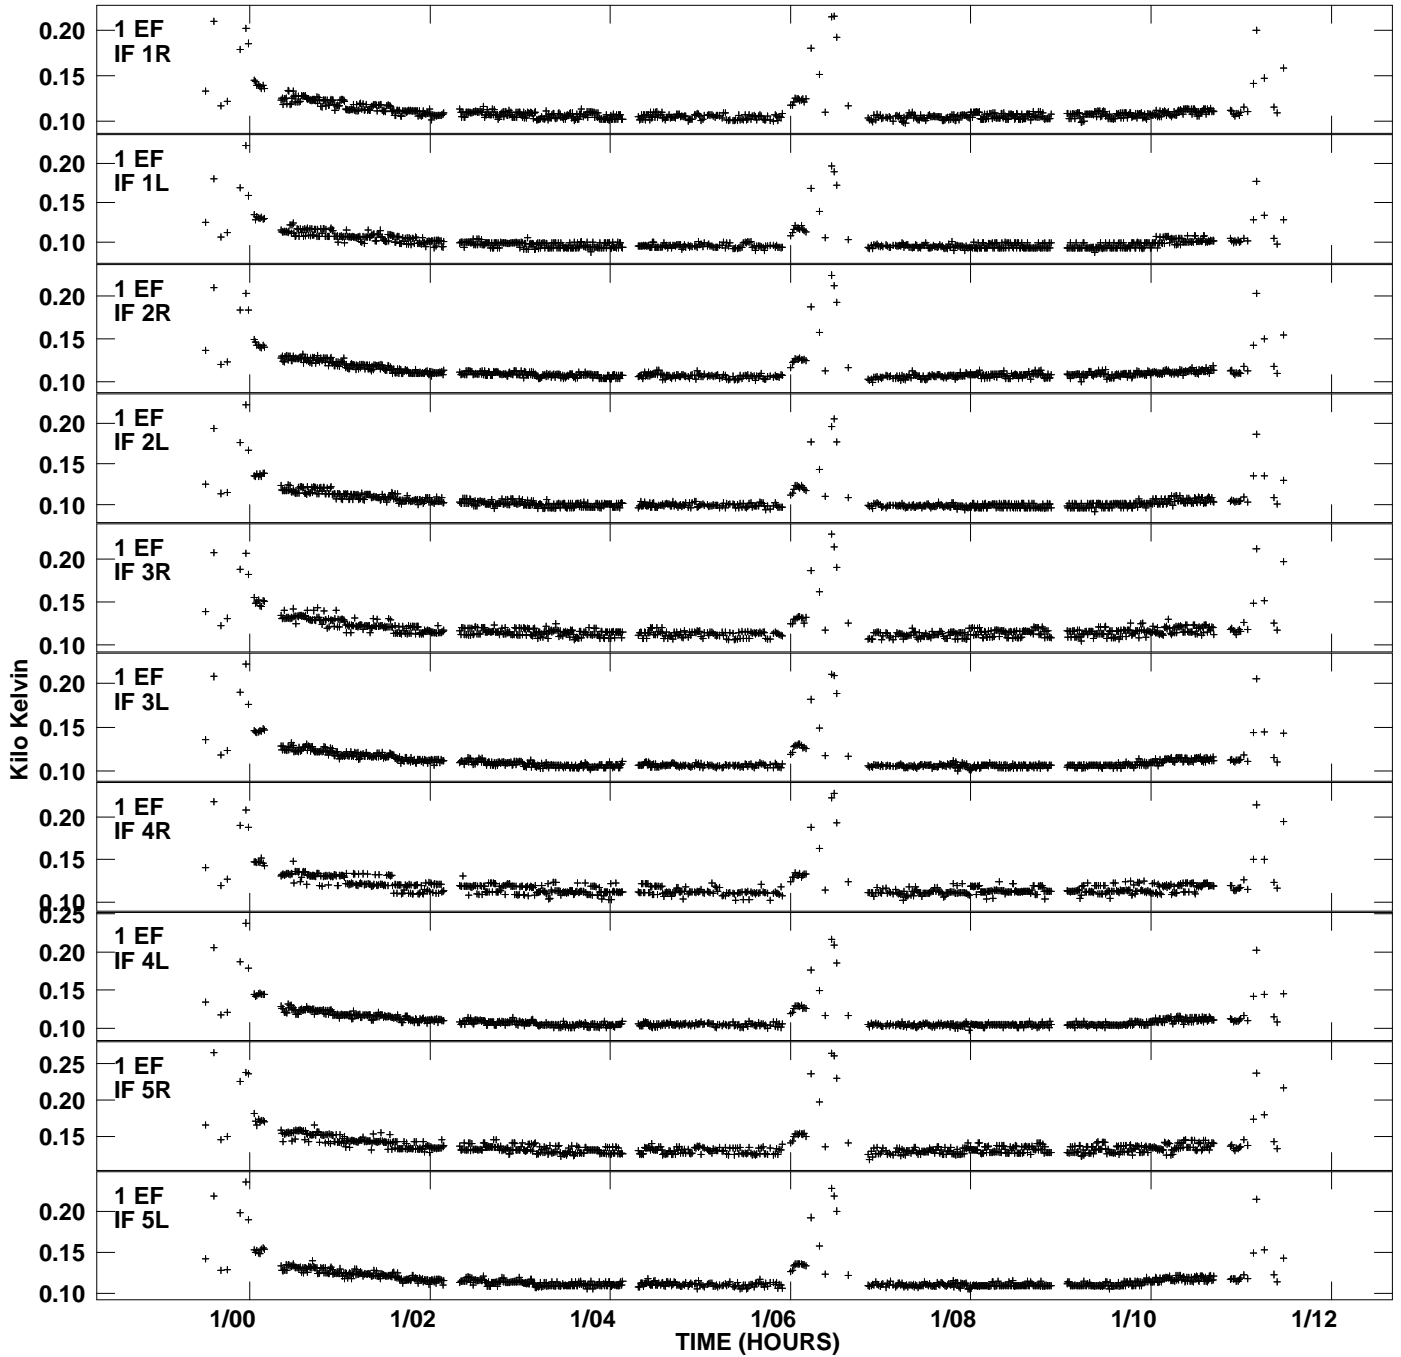 Kilo Kelvin
1 EF
IF 1R
0.20
0.15
0.10
1 EF
IF 1L
0.20
0.15
0.10
1 EF
IF 2R
0.20
0.15
0.10
1 EF
IF 2L
0.20
0.15
0.10
1 EF
IF 3R
0.20
0.15
0.10
1 EF
IF 3L
0.20
0.15
0.10
1 EF
IF 4R
0.20
0.15
0.10
0.25
1 EF
IF 4L
0.20
0.15
0.10
1 EF
IF 5R
0.25
0.20
0.15
1 EF
IF 5L
0.20
0.15
0.10
1/00 1/02 1/04 1/06 1/08 1/10 1/12
TIME (HOURS)